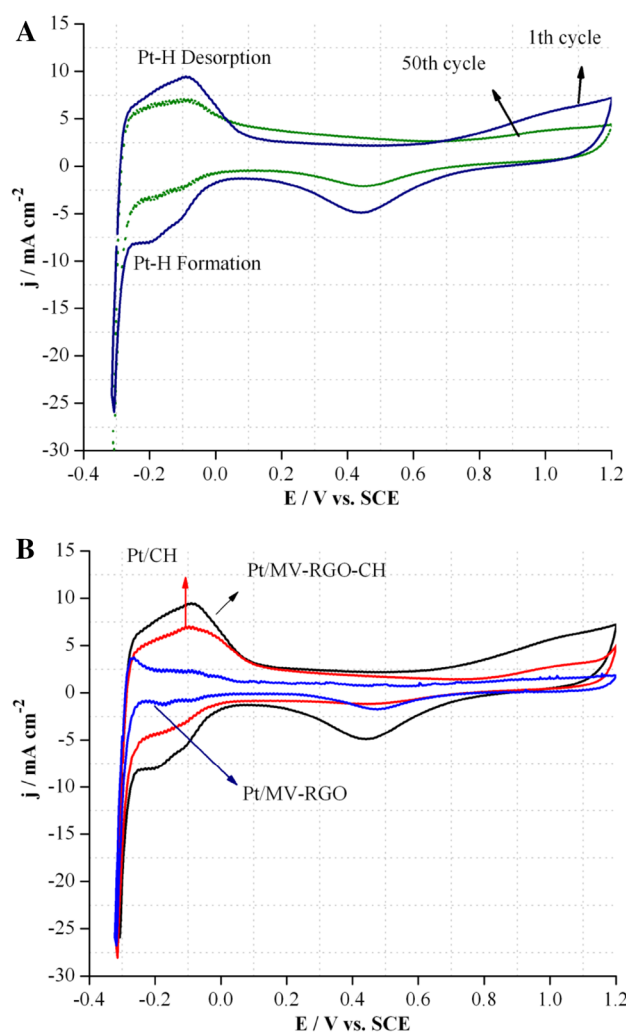 A
15
10
5
0
-5
-10
-15
-20
-25
-30
Pt-H Desorption
1th cycle
50th cycle
Pt-H Formation
j / mA cm⁻²
-0.4 -0.2 0.0 0.2 0.4 0.6 0.8 1.0 1.2
E / V vs. SCE
B
15
10
5
0
-5
-10
-15
-20
-25
-30
Pt/CH
Pt/MV-RGO-CH
Pt/MV-RGO
j / mA cm⁻²
-0.4 -0.2 0.0 0.2 0.4 0.6 0.8 1.0 1.2
E / V vs. SCE